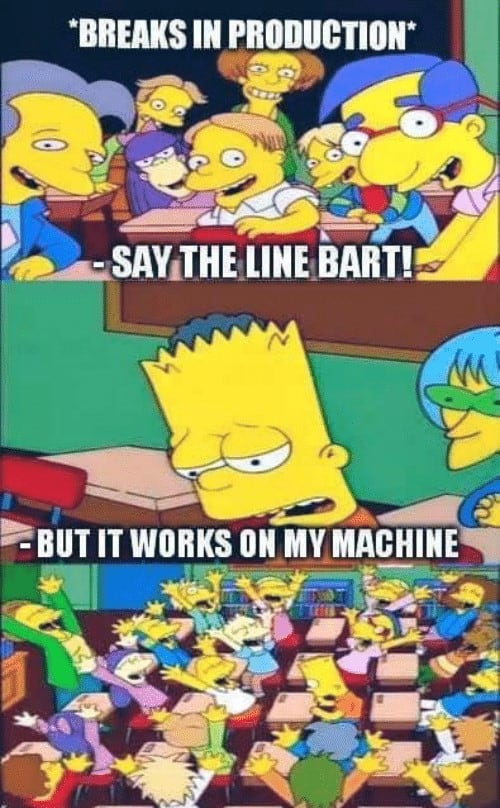 *BREAKS IN PRODUCTION*
- SAY THE LINE BART!
- BUT IT WORKS ON MY MACHINE